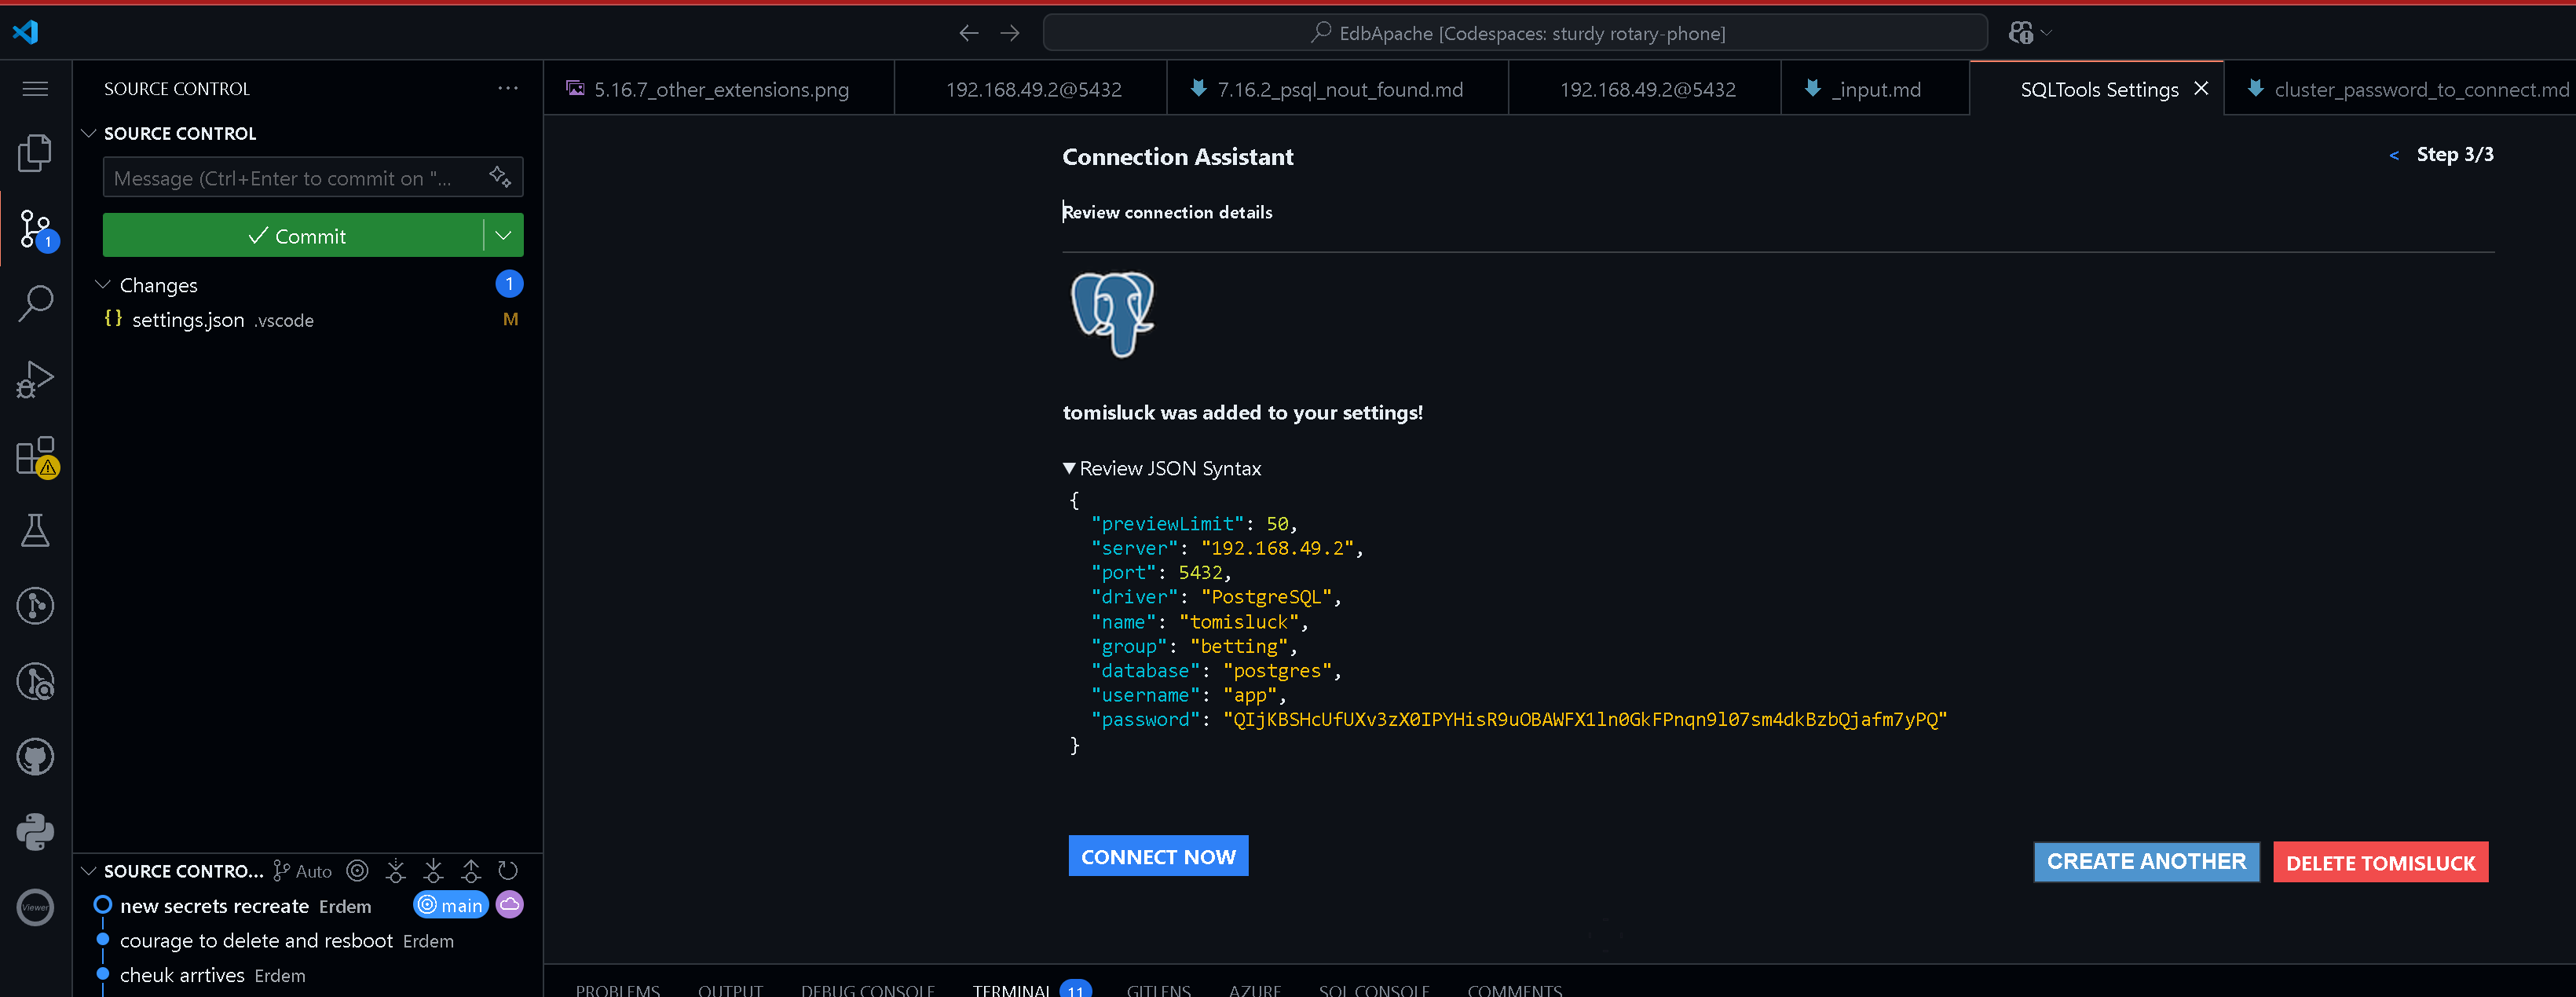 EdbApache [Codespaces: sturdy rotary-phone]
SOURCE CONTROL
5.16.7_other_extensions.png
192.168.49.2@5432
7.16.2_psql_nout_found.md
192.168.49.2@5432
_input.md
SQLTools Settings
cluster_password_to_connect.md
SOURCE CONTROL
Message (Ctrl+Enter to commit on "...
Commit
Changes 1
settings.json .vscode M
1
Connection Assistant
< Step 3/3
Review connection details
tomisluck was added to your settings!
Review JSON Syntax
{
"previewLimit": 50,
"server": "192.168.49.2",
"port": 5432,
"driver": "PostgreSQL",
"name": "tomisluck",
"group": "betting",
"database": "postgres",
"username": "app",
"password": "QIjKBSHcUfUXv3zX0IPYHisR9uOBAWFX1ln0GkFPnqn9l07sm4dkBzbQjafm7yPQ"
}
CONNECT NOW
CREATE ANOTHER
DELETE TOMISLUCK
SOURCE CONTRO... Auto
new secrets recreate Erdem main
courage to delete and resboot Erdem
cheuk arrtives Erdem
Viewer
PROBLEMS OUTPUT DEBUG CONSOLE TERMINAL 11 GITLENS AZURE SQL CONSOLE COMMENTS